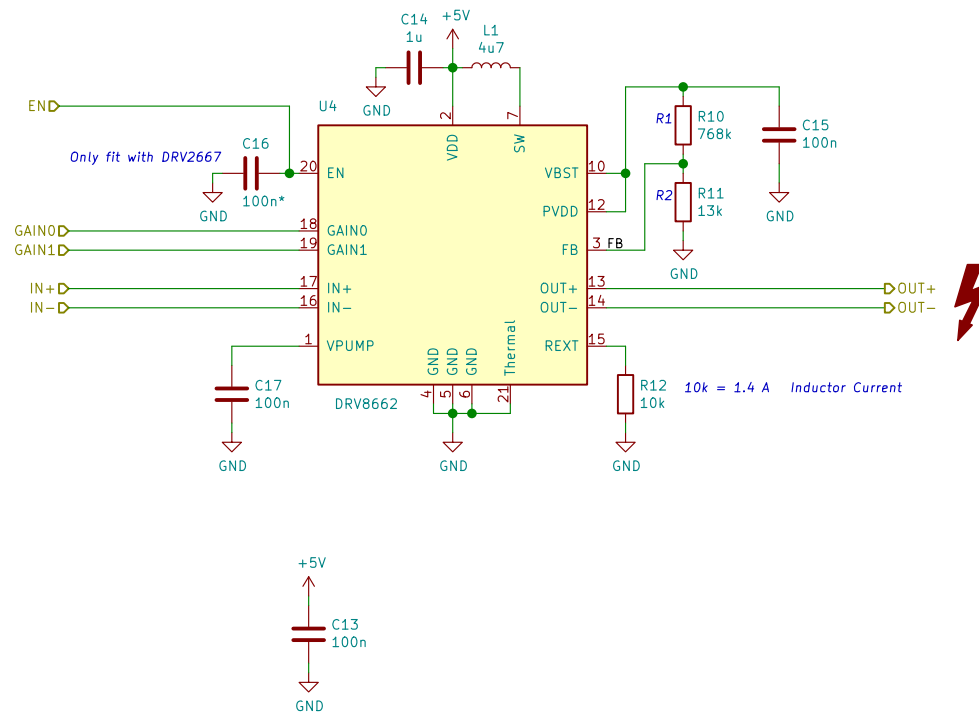 C14
1u
+5V
L1
4u7
GND
EN
U4
2
VDD
7
SW
R1
R10
768k
C15
100n
Only fit with DRV2667
C16
100n*
GND
20
EN
VBST
10
R2
R11
13k
GND
PVDD
12
GAIN0
18
GAIN0
GAIN1
19
GAIN1
FB
3
FB
GND
IN+
17
IN+
OUT+
13
OUT+
IN-
16
IN-
OUT-
14
OUT-
1
VPUMP
REXT
15
GND
GND
GND
Thermal
4
5
6
21
C17
100n
DRV8662
R12
10k
10k = 1.4 A Inductor Current
GND
GND
GND
+5V
C13
100n
GND